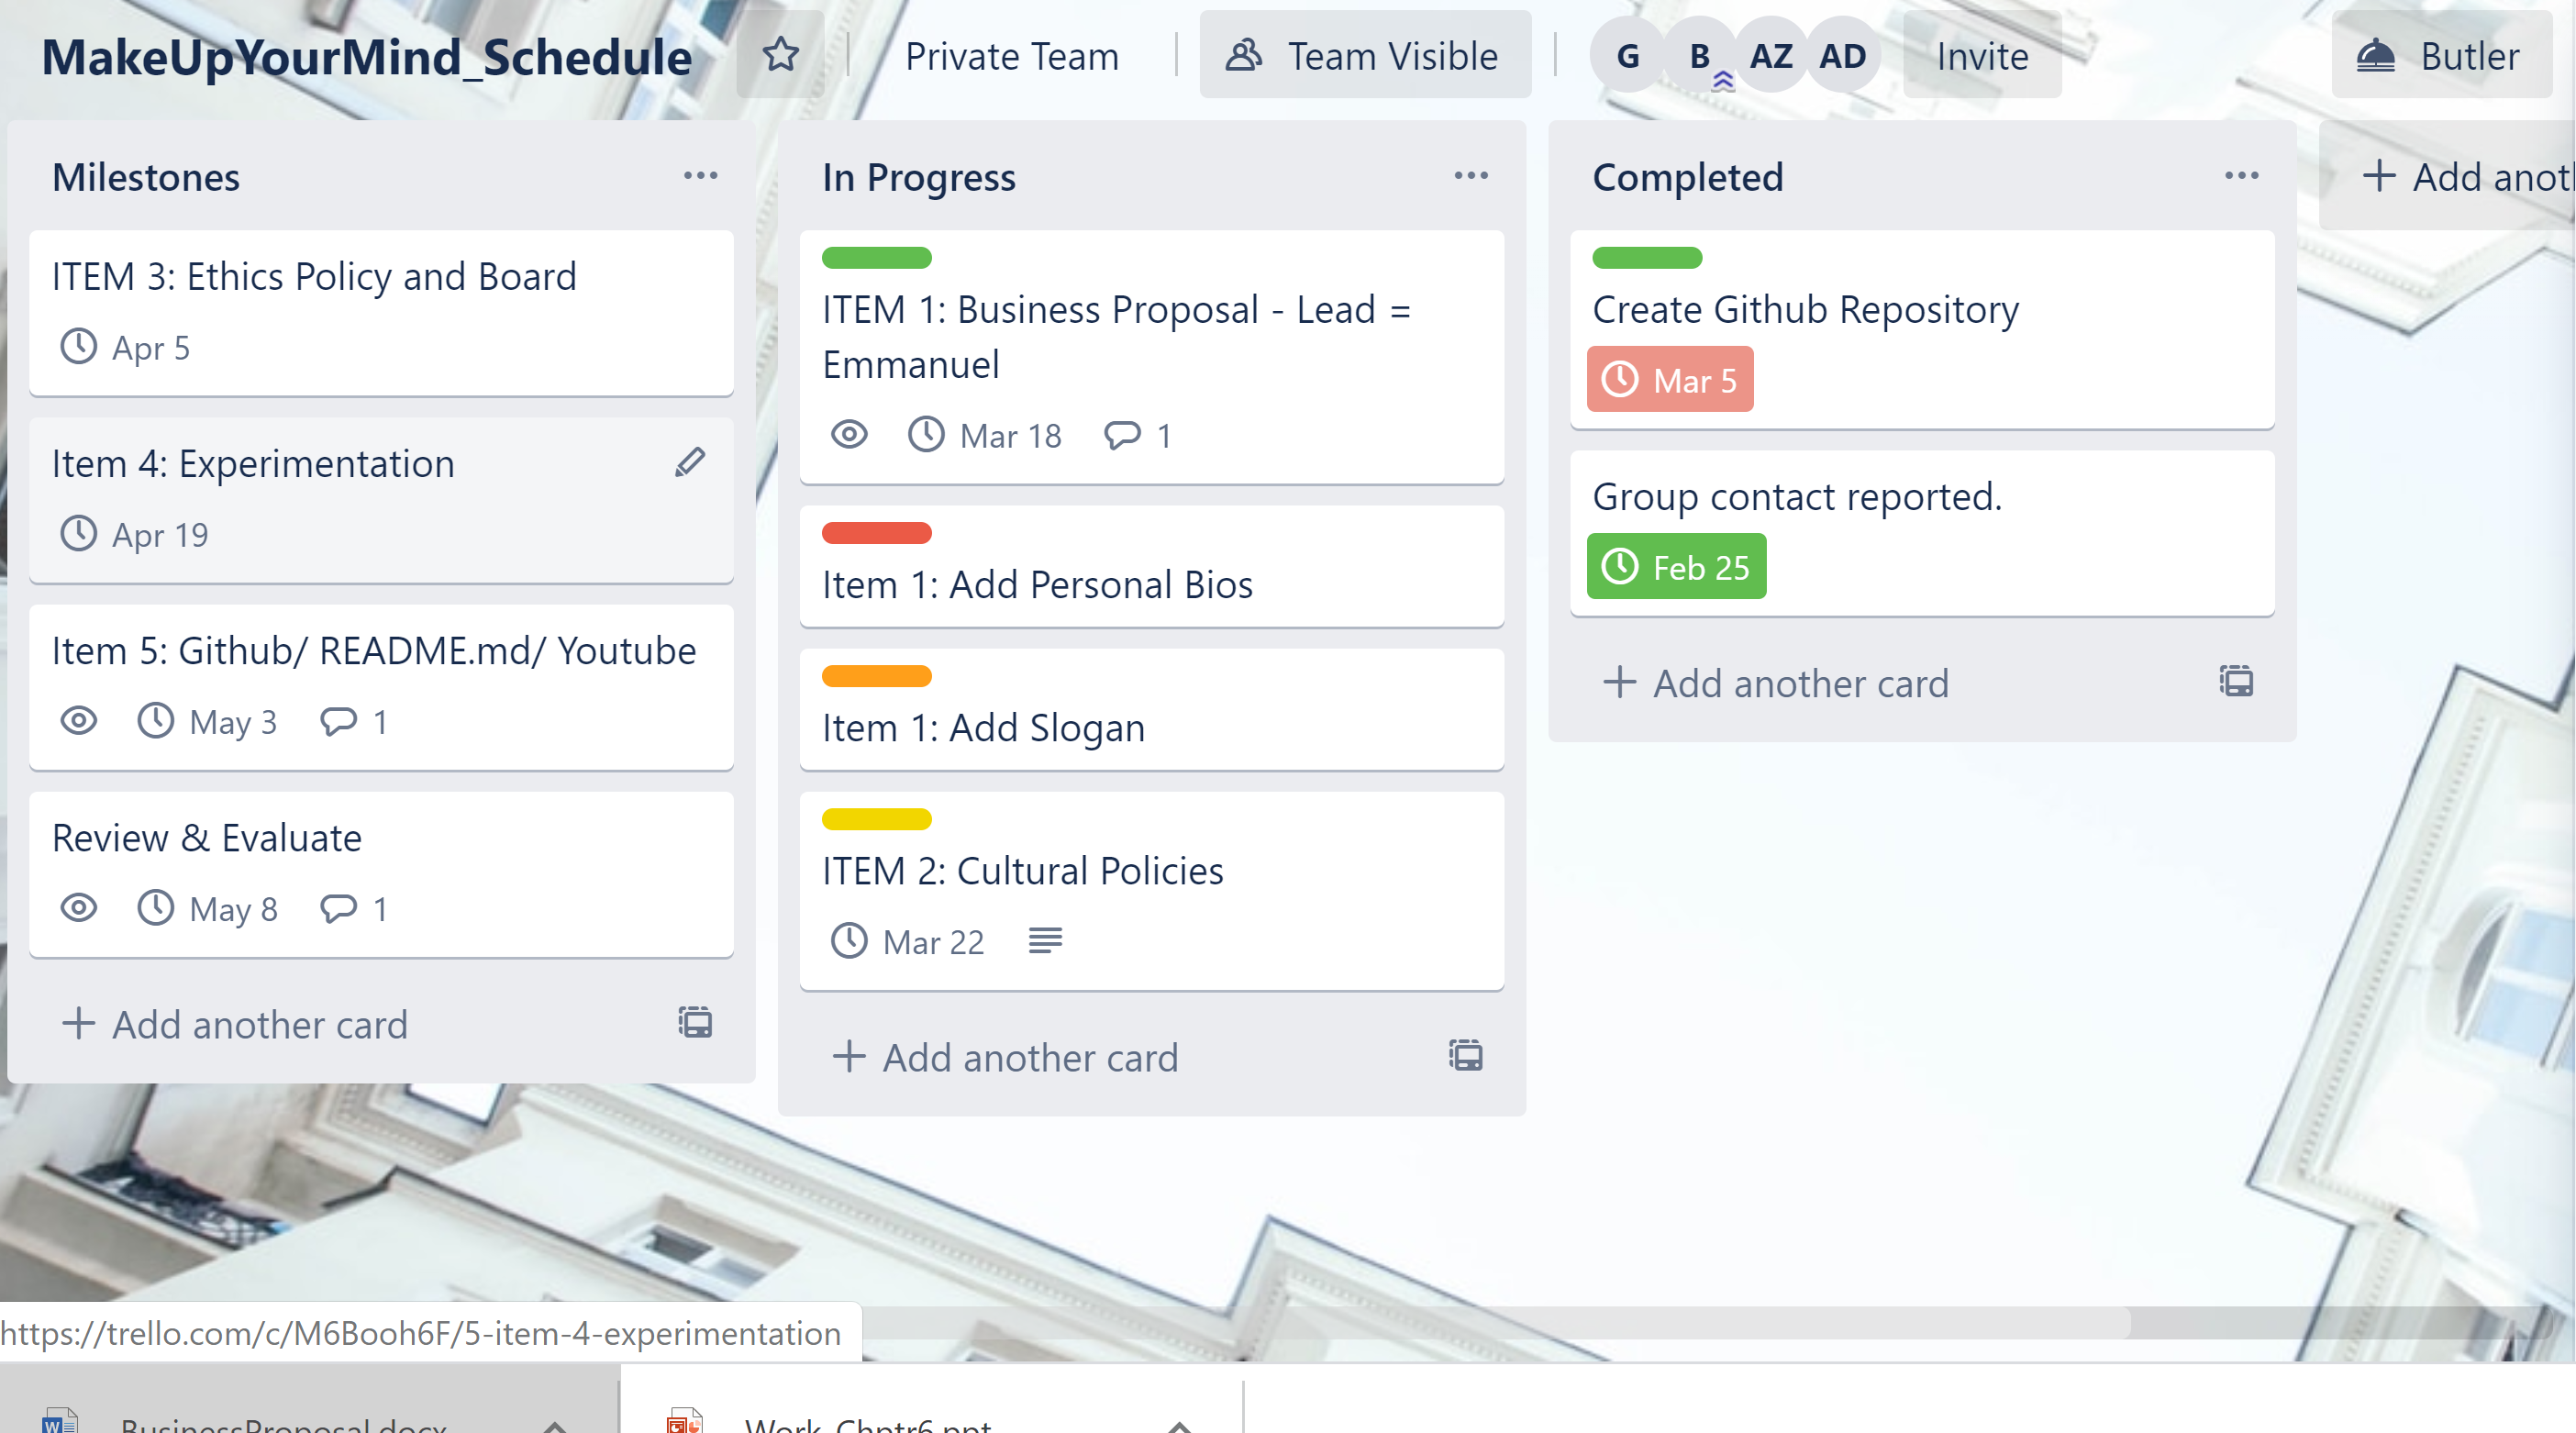 MakeUpYourMind_Schedule
Private Team
Team Visible
G
B
AZ
AD
Invite
Butler
Milestones
ITEM 3: Ethics Policy and Board
Apr 5
Item 4: Experimentation
Apr 19
Item 5: Github/ README.md/ Youtube
May 3
1
Review & Evaluate
May 8
1
+ Add another card
In Progress
ITEM 1: Business Proposal - Lead =
Emmanuel
Mar 18
1
Item 1: Add Personal Bios
Item 1: Add Slogan
ITEM 2: Cultural Policies
Mar 22
+ Add another card
Completed
Create Github Repository
Mar 5
Group contact reported.
Feb 25
+ Add another card
+ Add
https://trello.com/c/M6Booh6F/5-item-4-experimentation
BusinessProposal.docx
Work_Chptr6.ppt